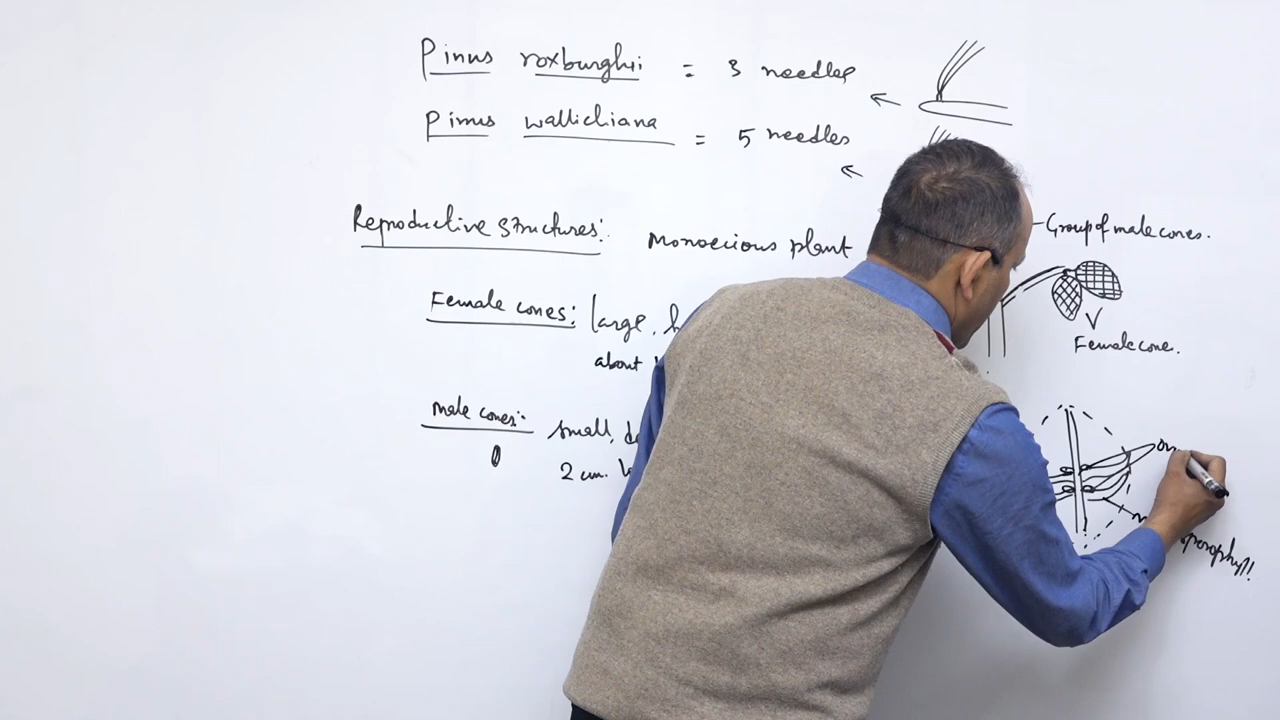 Pinus roxburghii = 3 needles
Pinus wallichiana = 5 needles
Reproductive structures: Monoecious plant
Group of male cones.
Female cones: large,
Female cone.
about
male cones:-
small,
2 cm.